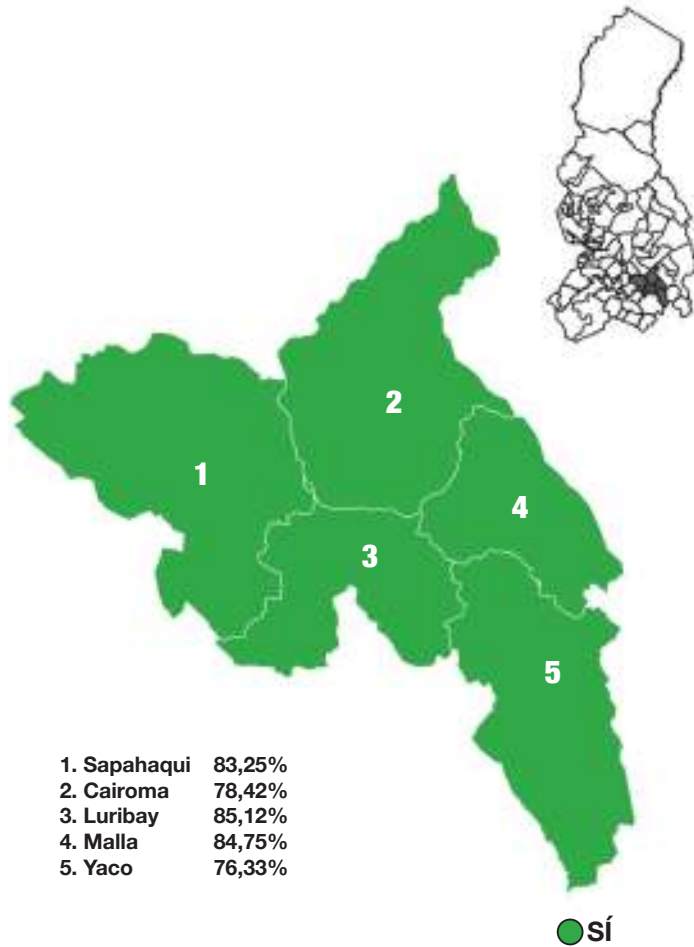 2
1
4
3
5
1. Sapahaqui 83,25%
2. Cairoma 78,42%
3. Luribay 85,12%
4. Malla 84,75%
5. Yaco 76,33%
SÍ